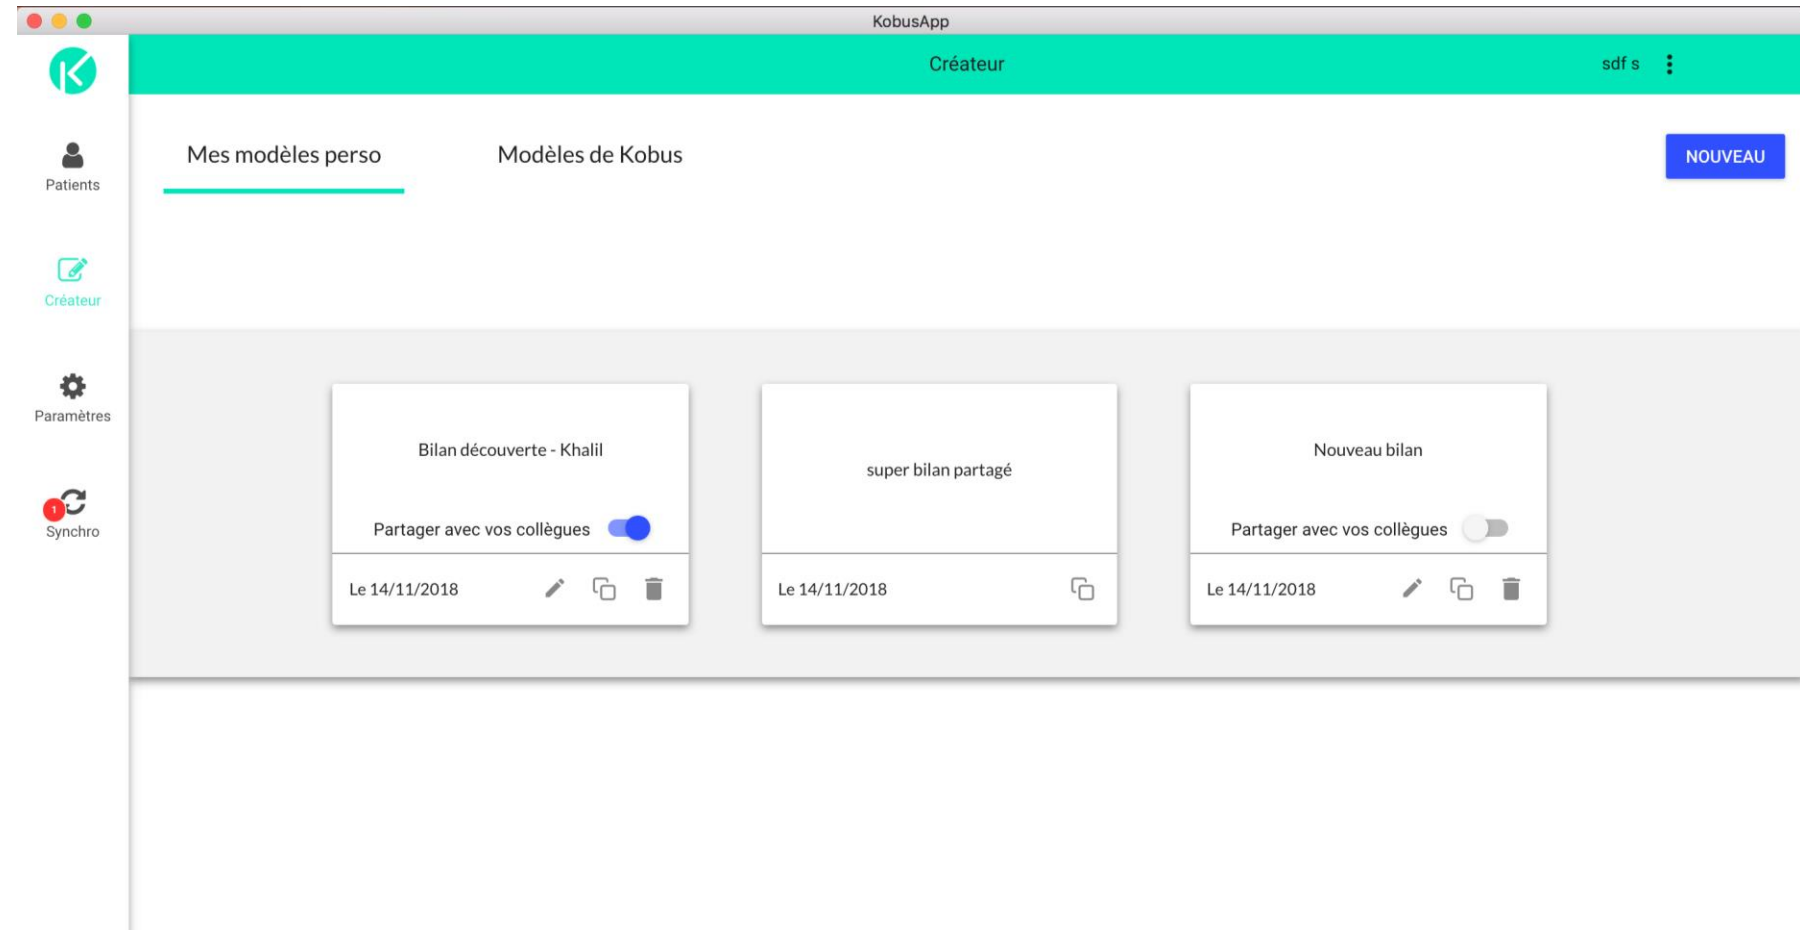 KobusApp
Créateur
sdf s
Patients
Créateur
Paramètres
1
Synchro
Mes modèles perso
Modèles de Kobus
NOUVEAU
Bilan découverte - Khalil
Partager avec vos collègues
Le 14/11/2018
super bilan partagé
Le 14/11/2018
Nouveau bilan
Partager avec vos collègues
Le 14/11/2018